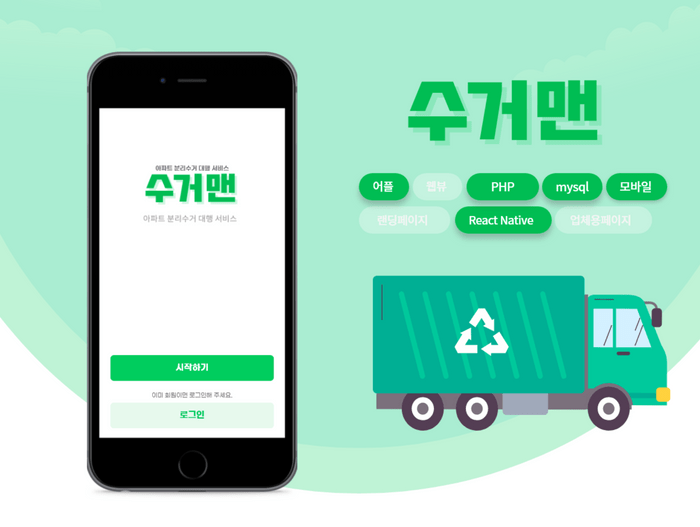 아파트 분리수거 대행 서비스
수거맨
아파트 분리수거 대행 서비스
시작하기
이미 회원이면 로그인해 주세요.
로그인
수거맨
어플 웹뷰 PHP mysql 모바일
랜딩페이지 React Native 업체용페이지